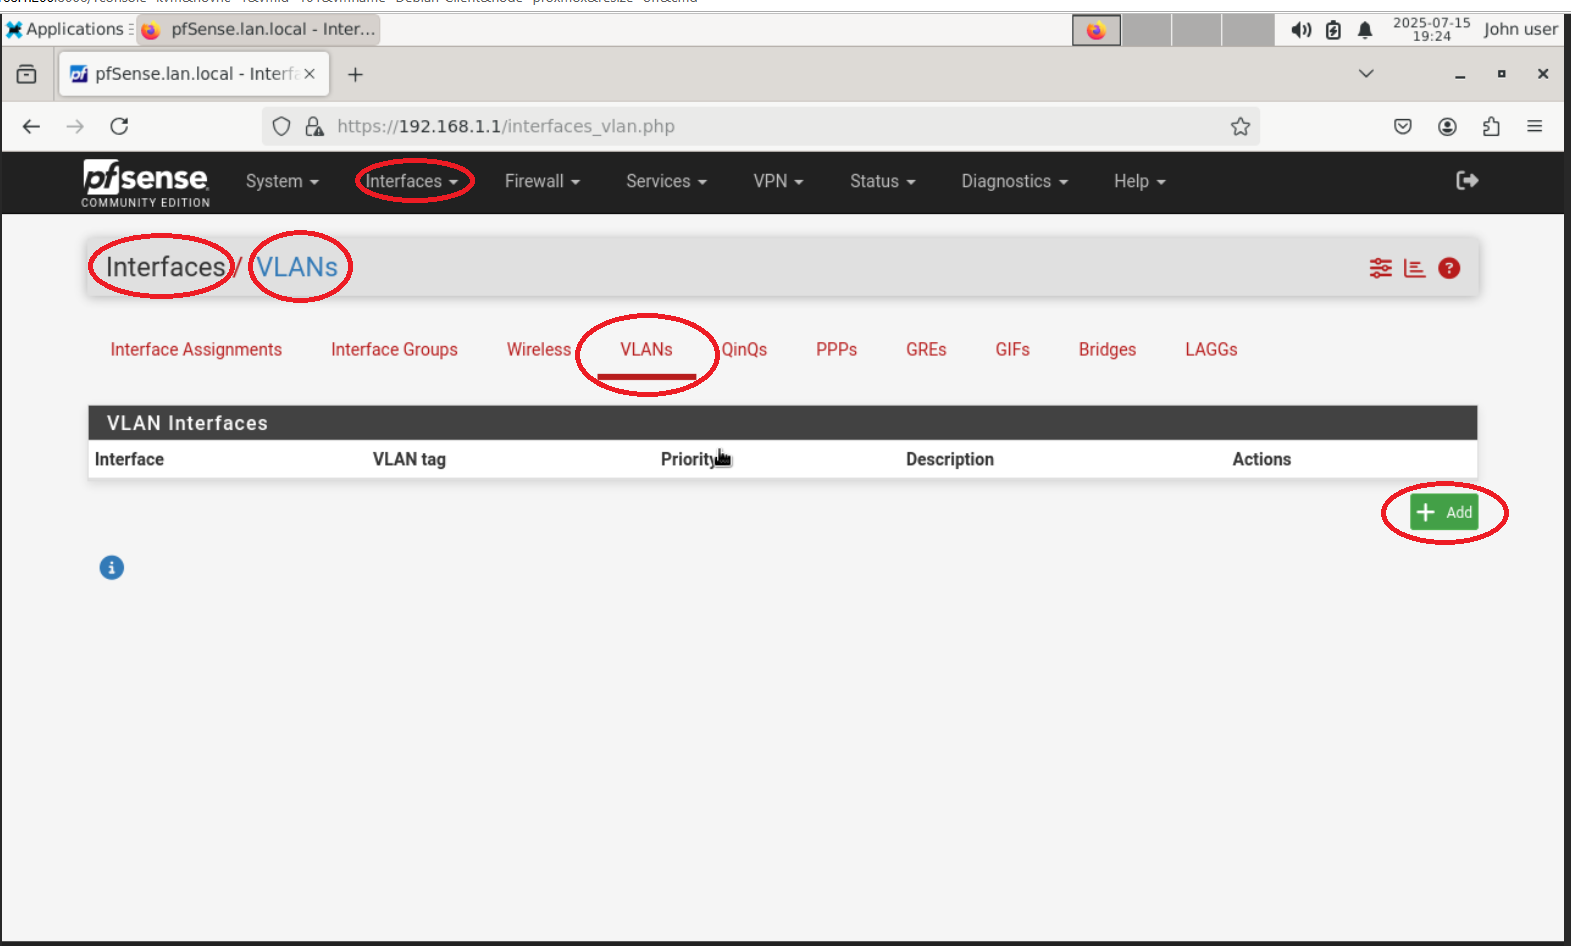 Applications
pfSense.lan.local - Inter...
2025-07-15
19:24
John user
pfSense.lan.local - Interfa
https://192.168.1.1/interfaces_vlan.php
pfsense
COMMUNITY EDITION
System
Interfaces
Firewall
Services
VPN
Status
Diagnostics
Help
Interfaces / VLANs
Interface Assignments
Interface Groups
Wireless
VLANs
QinQs
PPPs
GREs
GIFs
Bridges
LAGGs
VLAN Interfaces
Interface
VLAN tag
Priority
Description
Actions
Add